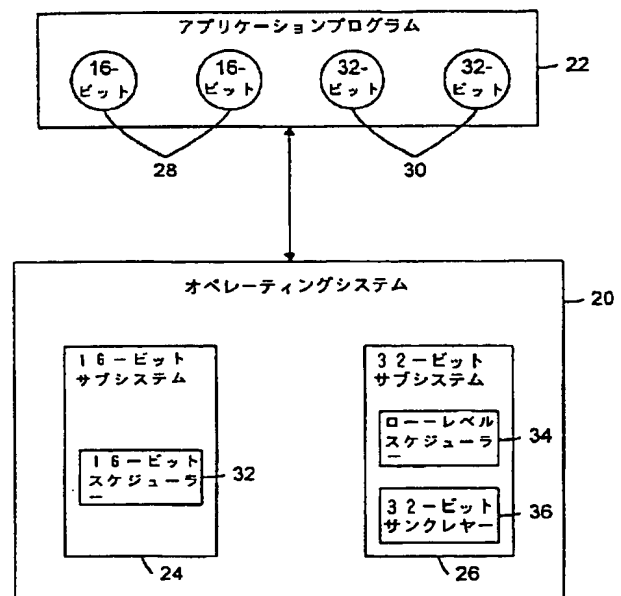 アプリケーションプログラム
16-
ビット
16-
ビット
32-
ビット
32-
ビット
22
28
30
オペレーティングシステム
20
16-ビット
サブシステム
16-ビット
スケジューラ
ー
32
24
32-ビット
サブシステム
ローレベル
スケジューラ
ー
34
32-ビット
サンクレヤー
36
26